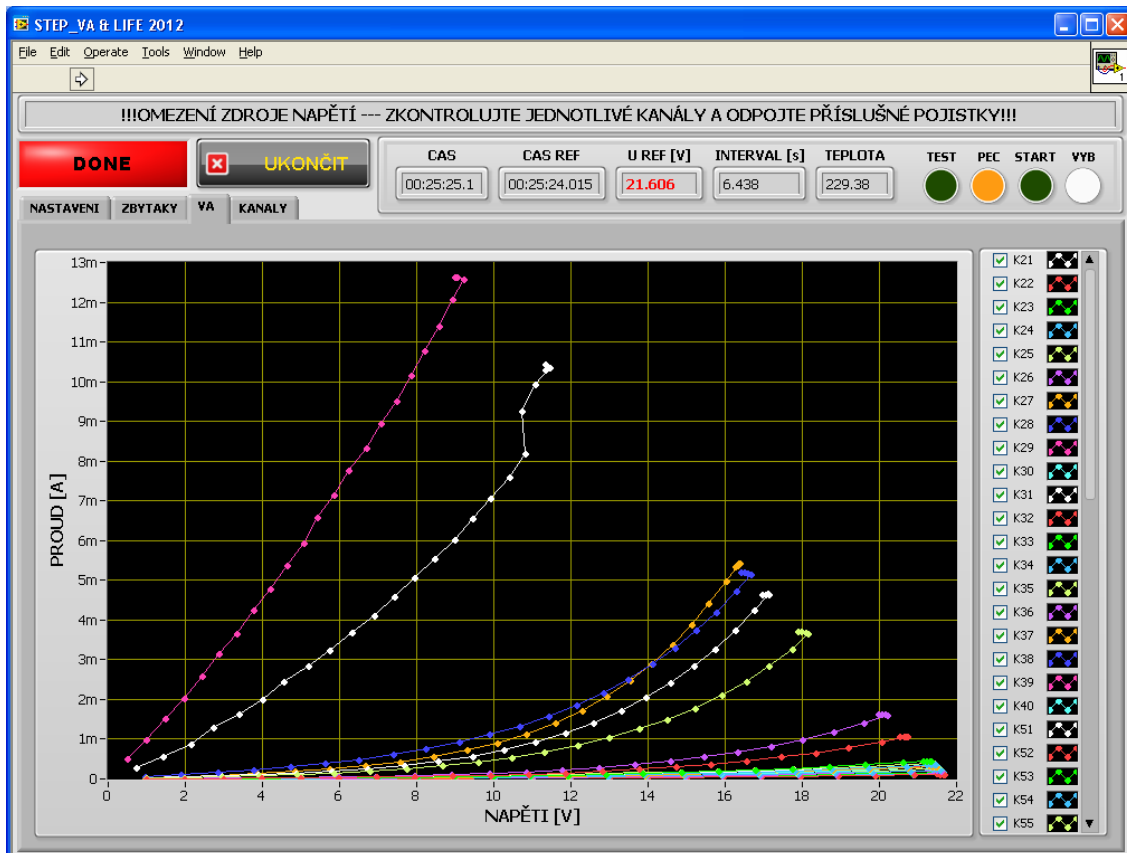 STEP_VA & LIFE 2012
File Edit Operate Tools Window Help
1
!!!OMEZENÍ ZDROJE NAPĚTÍ --- ZKONTROLUJTE JEDNOTLIVÉ KANÁLY A ODPOJTE PŘÍSLUŠNÉ POJISTKY!!!
DONE
UKONČIT
CAS CAS REF U REF [V] INTERVAL [s] TEPLOTA TEST PEC START VYB
00:25:25.1 00:25:24.015 21.606 6.438 229.38
NASTAVENI ZBYTAKY VA KANALY
13m
12m
11m
10m
9m
8m
7m
6m
5m
4m
3m
2m
1m
0
PROUD [A]
0 2 4 6 8 10 12 14 16 18 20 22
NAPĚTI [V]
K21
K22
K23
K24
K25
K26
K27
K28
K29
K30
K31
K32
K33
K34
K35
K36
K37
K38
K39
K40
K51
K52
K53
K54
K55